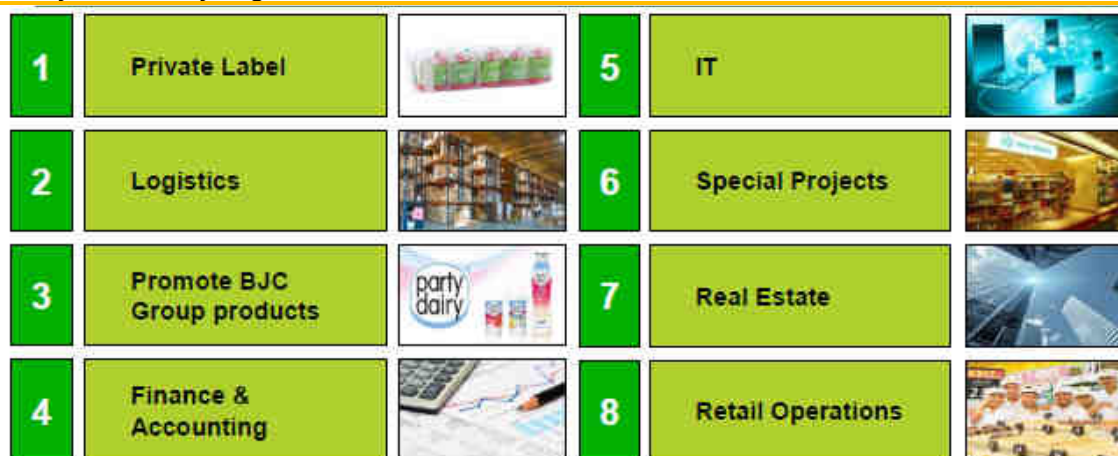 1
Private Label
2
Logistics
3
Promote BJC
Group products
party
dairy
4
Finance &
Accounting
5
IT
6
Special Projects
7
Real Estate
8
Retail Operations